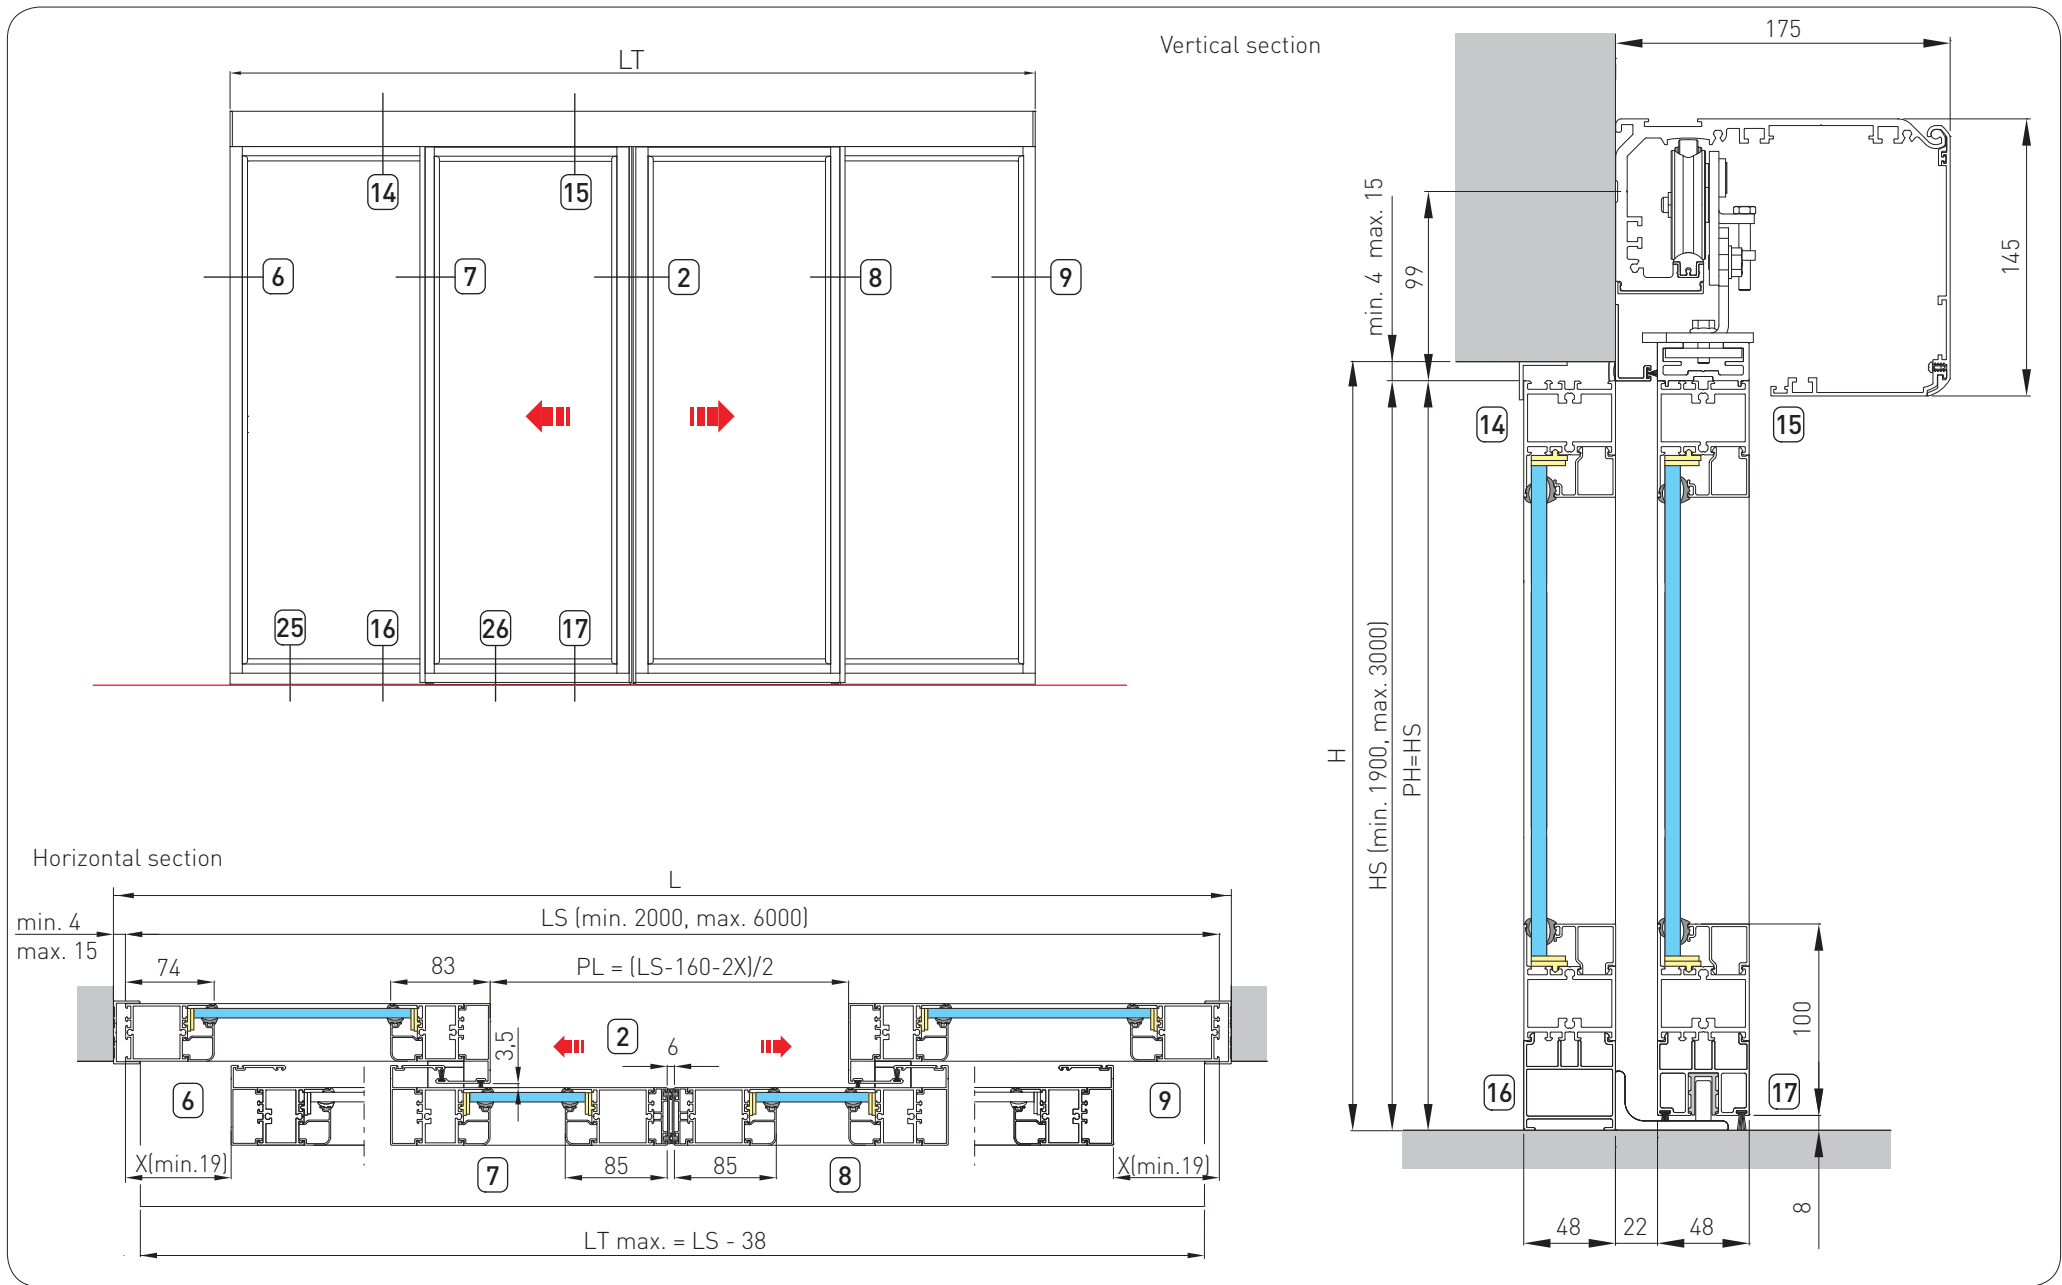 LT
14
15
6
7
2
8
9
25
16
26
17
Vertical section
175
min. 4 max. 15
99
145
14
15
H
HS (min. 1900, max. 3000)
PH=HS
100
16
17
8
48
22
48
Horizontal section
L
min. 4
max. 15
LS (min. 2000, max. 6000)
74
83
PL = (LS-160-2X)/2
3,5
2
6
6
9
X(min.19)
7
85
85
8
X(min.19)
LT max. = LS - 38